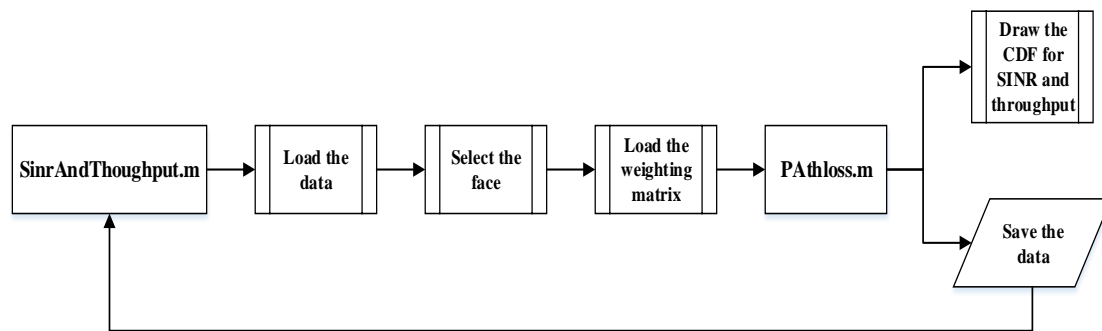 SinrAndThoughput.m
Load the
data
Select the
face
Load the
weighting
matrix
PAthloss.m
Draw the
CDF for
SINR and
throughput
Save the
data